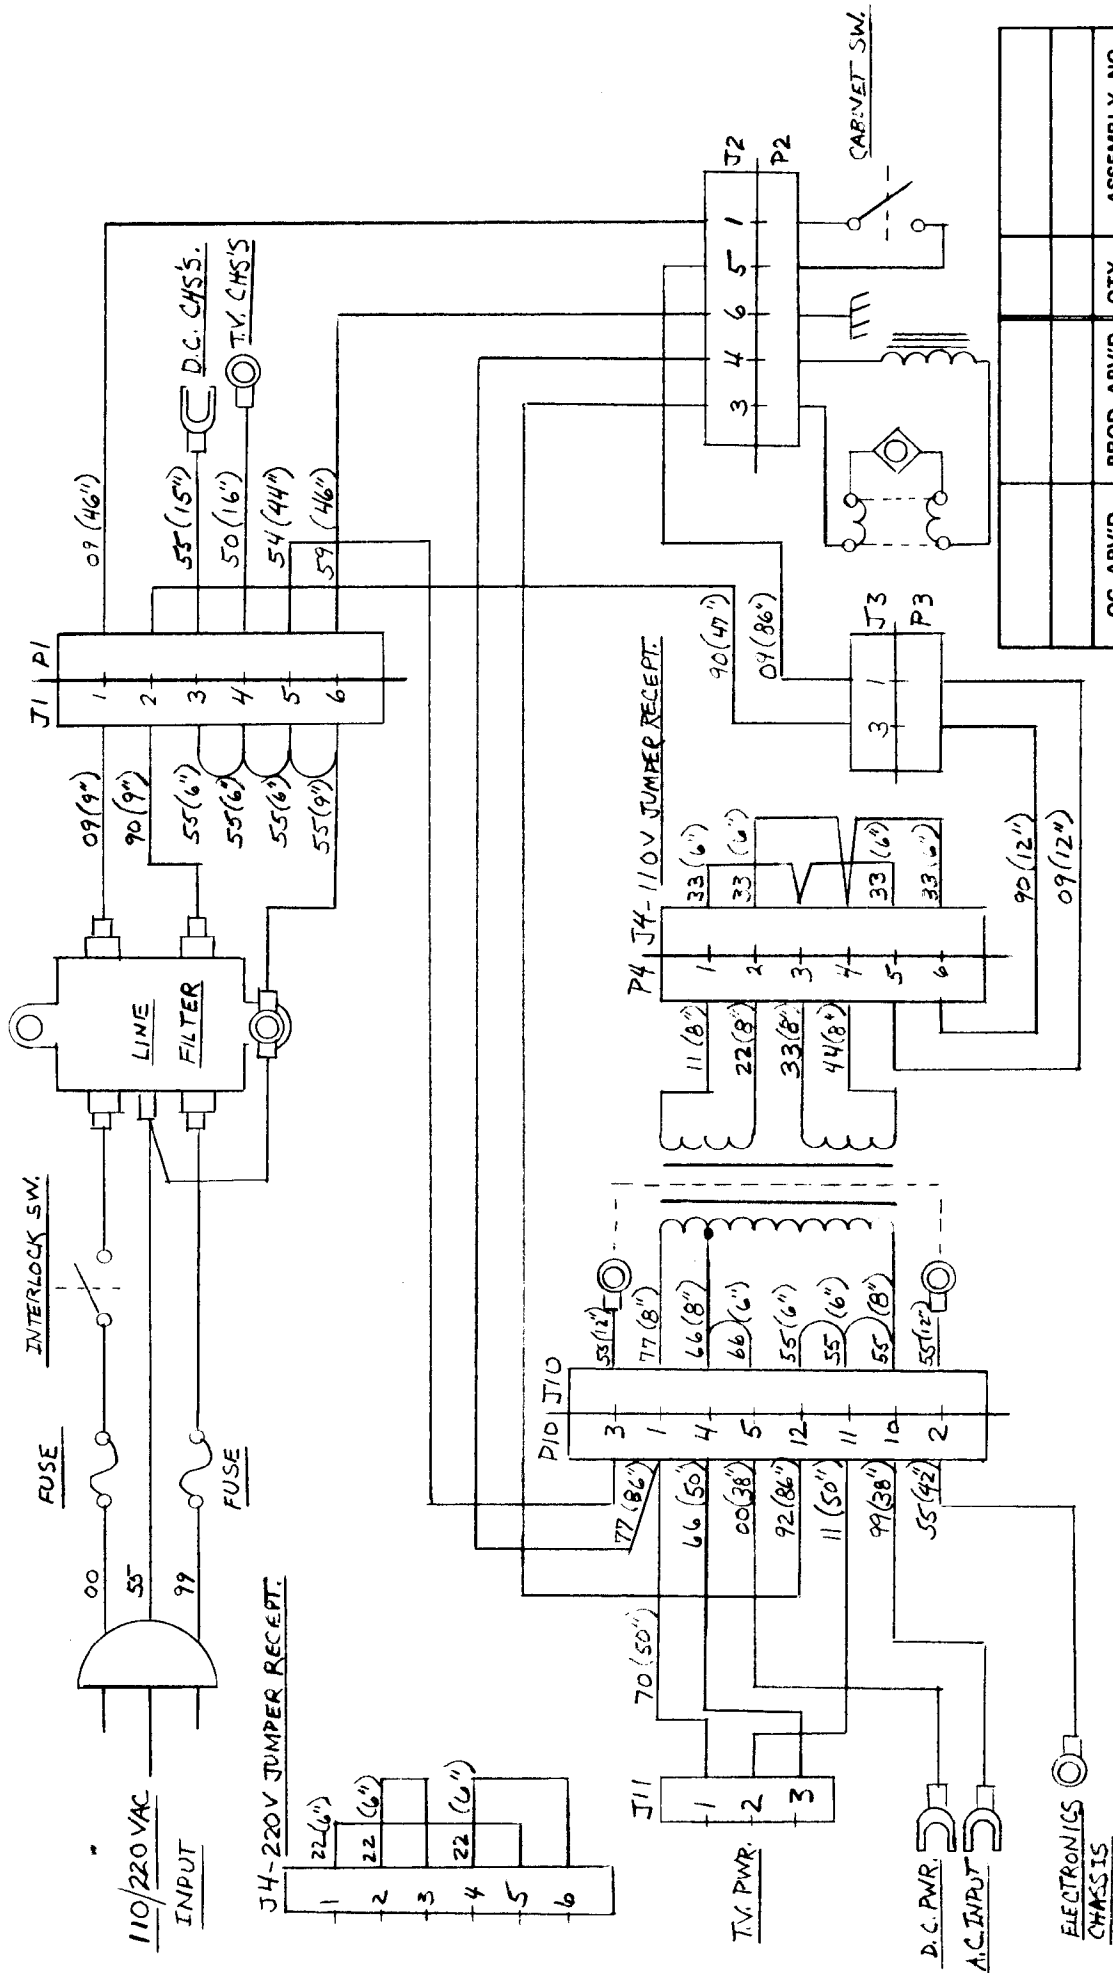 110/220 VAC
INPUT
00
55
99
FUSE
FUSE
INTERLOCK SW.
LINE
FILTER
09(9")
90(9")
55(6")
55(6")
55(6")
55(9")
J1 P1
1
2
3
4
5
6
09(46")
55(15")
50(16")
54(44")
59(46")
D.C. CHS'S.
T.V. CHS'S
J4-220V JUMPER RECEPT.
1
2
3
4
5
6
22(6")
22(6")
22(6")
T.V. PWR.
J11
1
2
3
D.C. PWR.
A.C. INPUT
ELECTRONICS
CHASSIS
70(50")
77(86")
66(50")
00(38")
92(86")
11(50")
99(38")
55(42")
P10 J10
3
1
4
5
12
11
10
2
55(12")
77(8")
66(8")
66(6")
55(6")
55(6")
55(8")
55(12")
11(8")
22(8")
33(8")
44(8")
P4 J4-110V JUMPER RECEPT.
1
2
3
4
5
6
33(6")
33(6")
33(6")
33(6")
90(47")
09(86")
J3
P3
3 1
90(12")
09(12")
J2
P2
3 4 6 5 1
CABINET SW.
QC APV'D PROD APV'D QTY ASSEMBLY NO